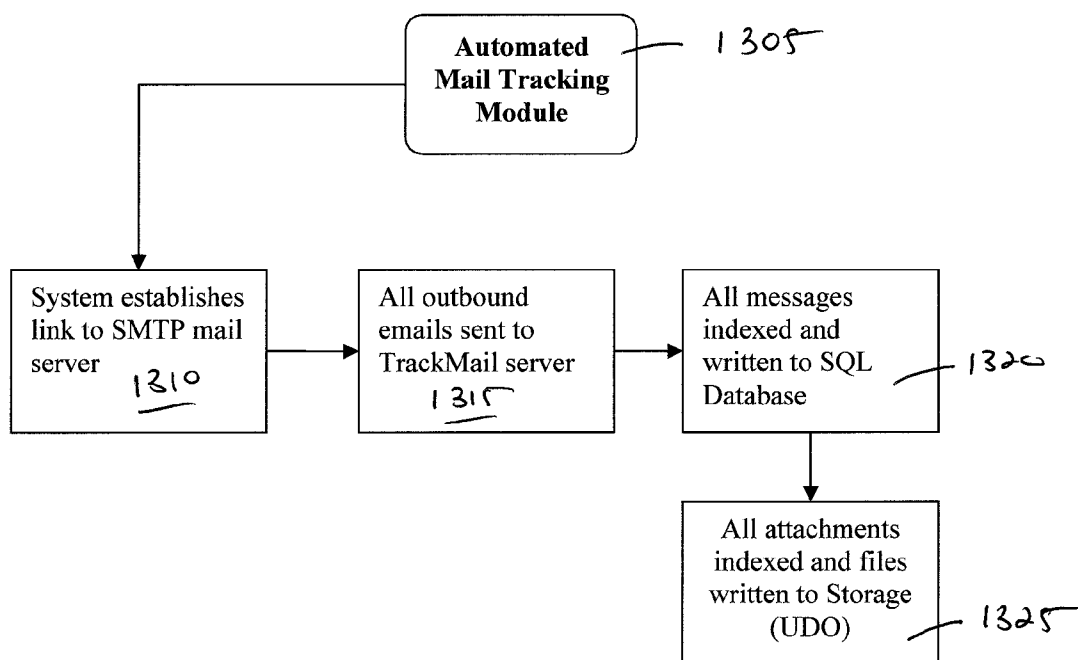 Automated
Mail Tracking
Module
1305
System establishes
link to SMTP mail
server
1310
All outbound
emails sent to
TrackMail server
1315
All messages
indexed and
written to SQL
Database
1320
All attachments
indexed and files
written to Storage
(UDO)
1325